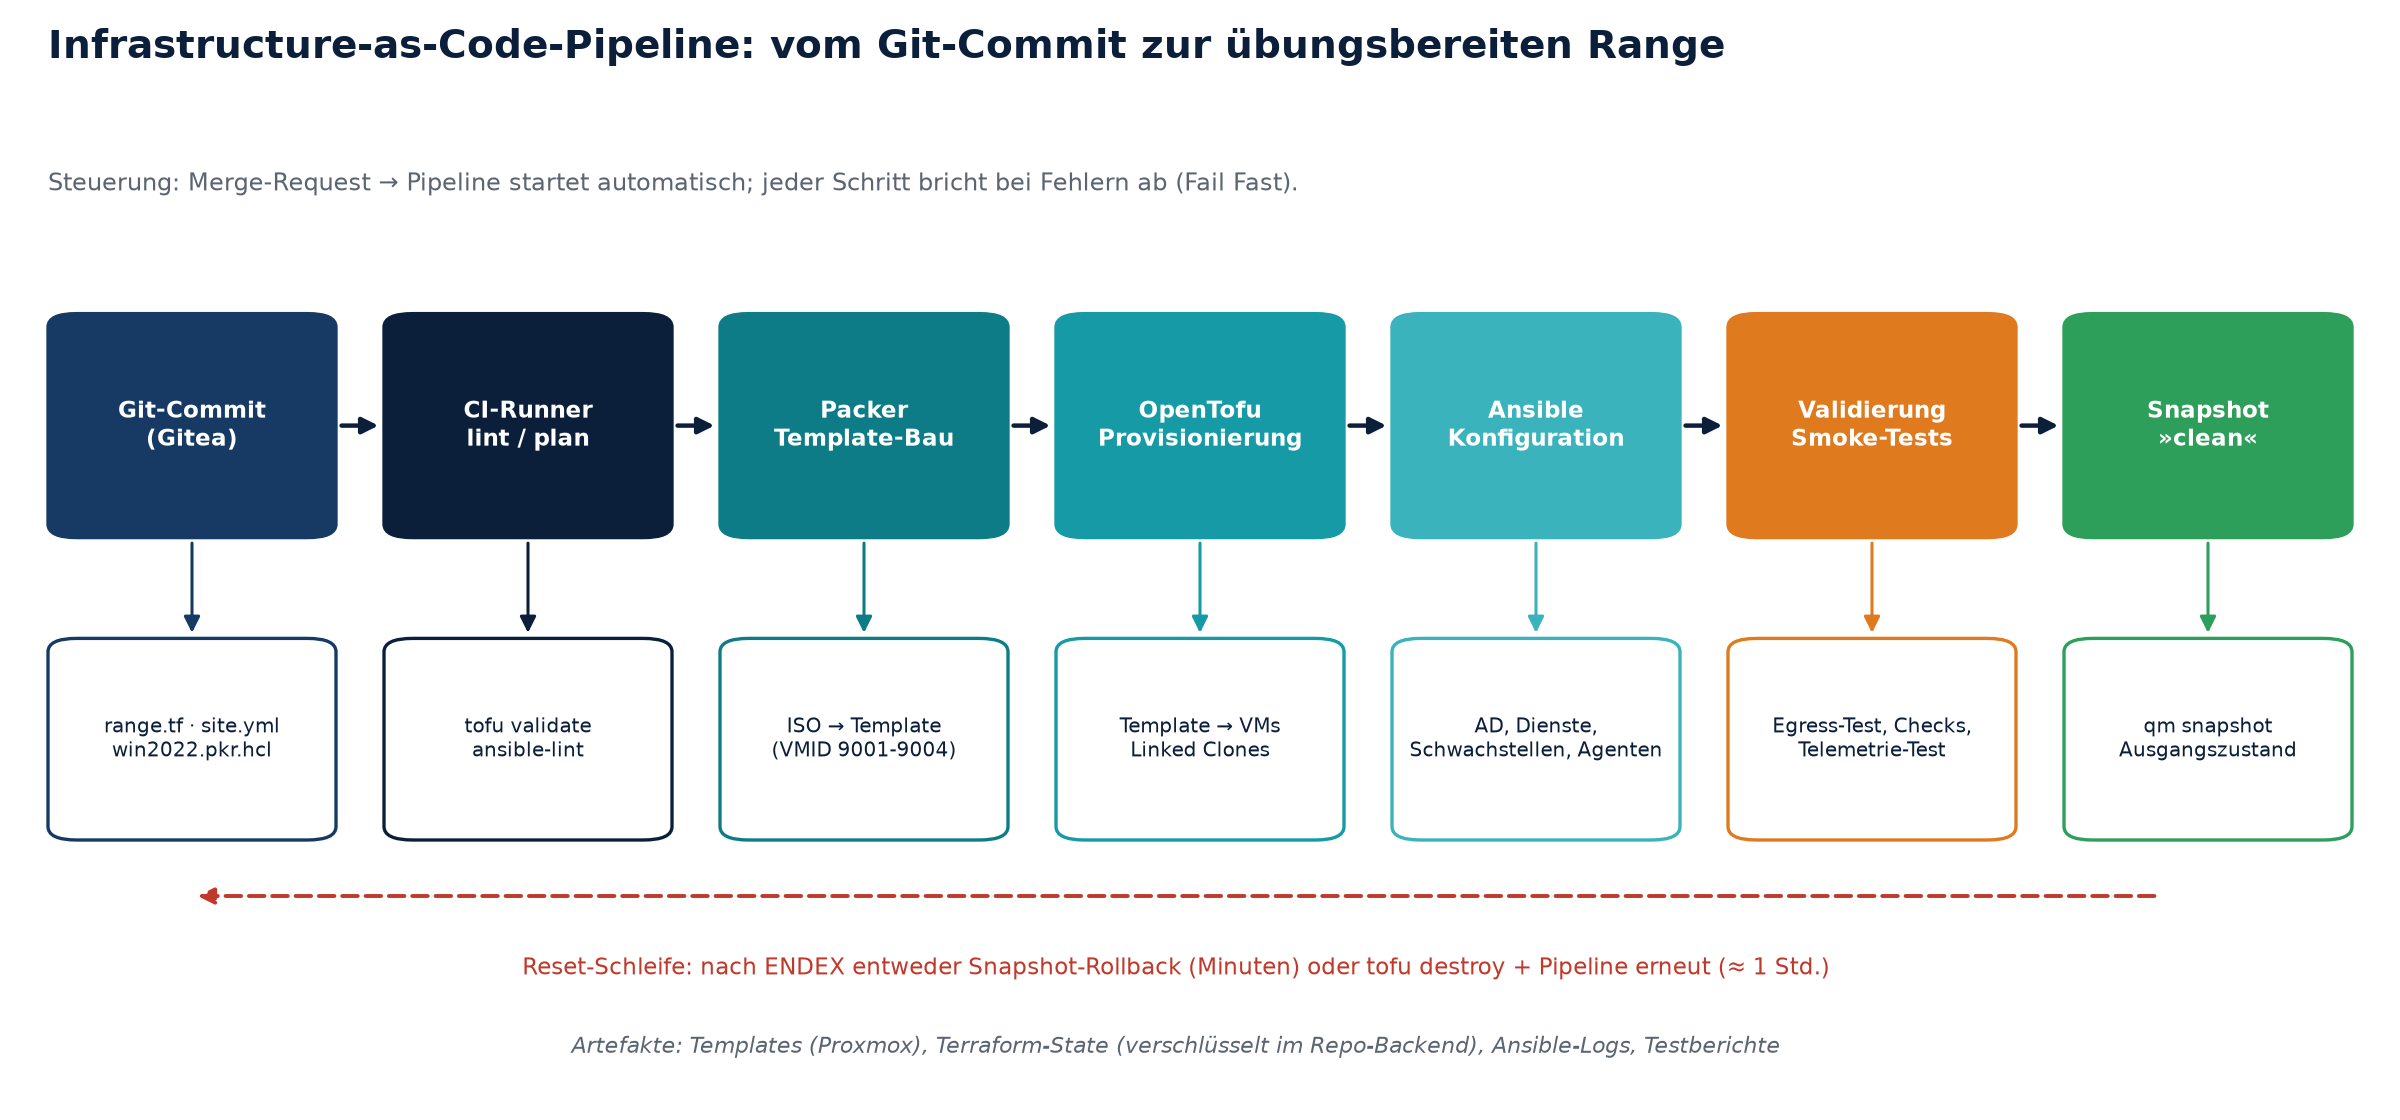 Infrastructure-as-Code-Pipeline: vom Git-Commit zur übungsbereiten Range
Steuerung: Merge-Request → Pipeline startet automatisch; jeder Schritt bricht bei Fehlern ab (Fail Fast).
Git-Commit
(Gitea)
CI-Runner
lint / plan
Packer
Template-Bau
OpenTofu
Provisionierung
Ansible
Konfiguration
Validierung
Smoke-Tests
Snapshot
»clean«
range.tf · site.yml
win2022.pkr.hcl
tofu validate
ansible-lint
ISO → Template
(VMID 9001-9004)
Template → VMs
Linked Clones
AD, Dienste,
Schwachstellen, Agenten
Egress-Test, Checks,
Telemetrie-Test
qm snapshot
Ausgangszustand
Reset-Schleife: nach ENDEX entweder Snapshot-Rollback (Minuten) oder tofu destroy + Pipeline erneut (≈ 1 Std.)
Artefakte: Templates (Proxmox), Terraform-State (verschlüsselt im Repo-Backend), Ansible-Logs, Testberichte